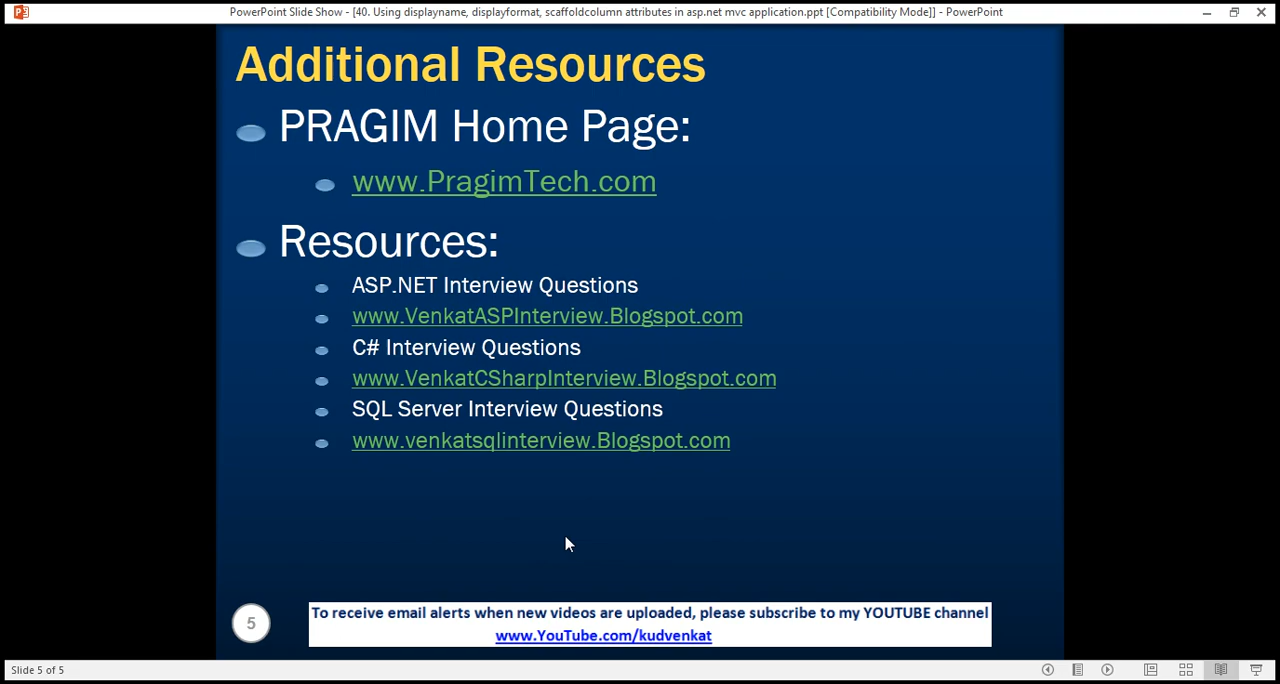 PowerPoint Slide Show - [40. Using displayname, displayformat, scaffoldcolumn attributes in asp.net mvc application.ppt [Compatibility Mode]] - PowerPoint
Additional Resources
PRAGIM Home Page:
www.PragimTech.com
Resources:
ASP.NET Interview Questions
www.VenkatASPInterview.Blogspot.com
C# Interview Questions
www.VenkatCSharpInterview.Blogspot.com
SQL Server Interview Questions
www.venkatsqlinterview.Blogspot.com
5
To receive email alerts when new videos are uploaded, please subscribe to my YOUTUBE channel
www.YouTube.com/kudvenkat
Slide 5 of 5